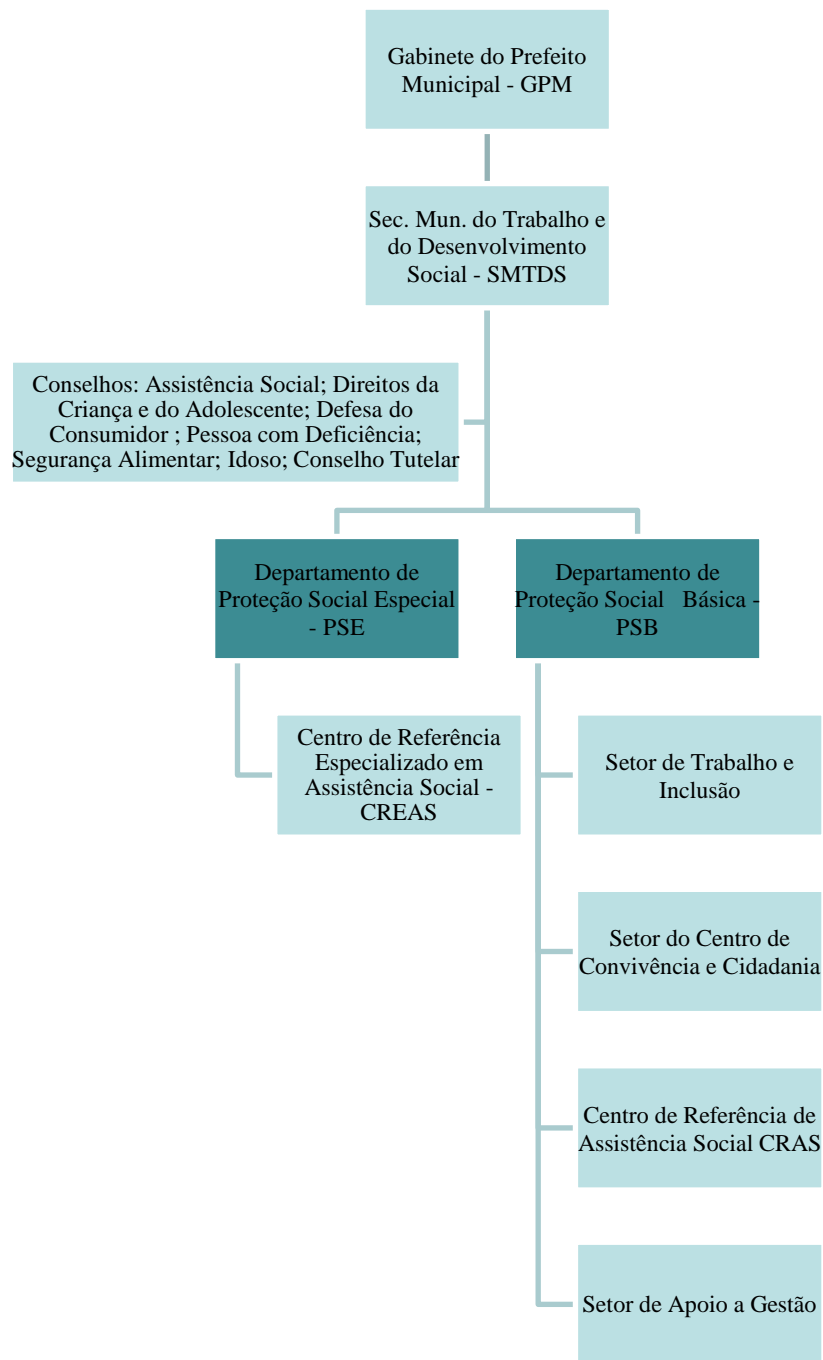 Gabinete do Prefeito
Municipal - GPM
Sec. Mun. do Trabalho e
do Desenvolvimento
Social - SMTDS
Conselhos: Assistência Social; Direitos da
Criança e do Adolescente; Defesa do
Consumidor ; Pessoa com Deficiência;
Segurança Alimentar; Idoso; Conselho Tutelar
Departamento de
Proteção Social Especial
- PSE
Departamento de
Proteção Social Básica -
PSB
Centro de Referência
Especializado em
Assistência Social -
CREAS
Setor de Trabalho e
Inclusão
Setor do Centro de
Convivência e Cidadania
Centro de Referência de
Assistência Social CRAS
Setor de Apoio a Gestão